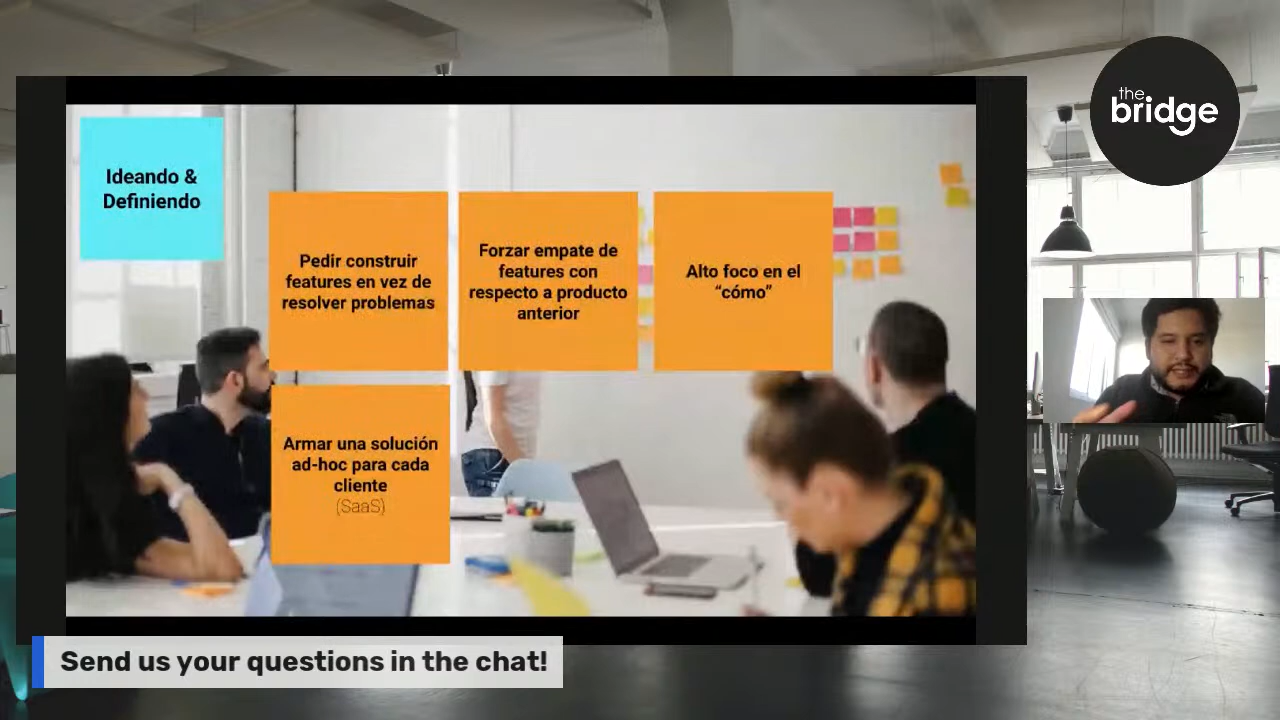 the
bridge
Ideando &
Definiendo
Pedir construir
features en vez de
resolver problemas
Forzar empate de
features con
respecto a producto
anterior
Alto foco en el
“cómo”
Armar una solución
ad-hoc para cada
cliente
(SaaS)
Send us your questions in the chat!